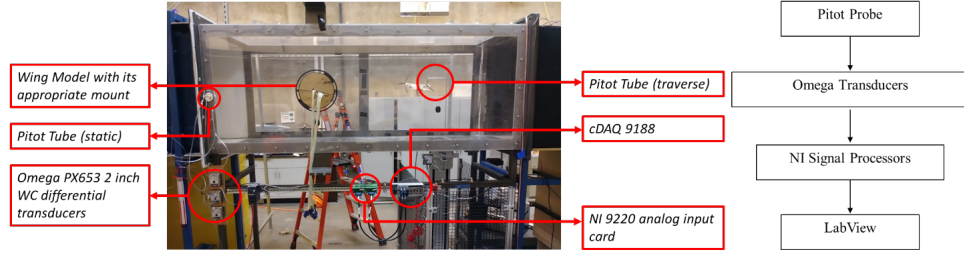 Wing Model with its
appropriate mount
Pitot Tube (static)
Omega PX653 2 inch
WC differential
transducers
Pitot Tube (traverse)
cDAQ 9188
NI 9220 analog input
card
Pitot Probe
Omega Transducers
NI Signal Processors
LabView